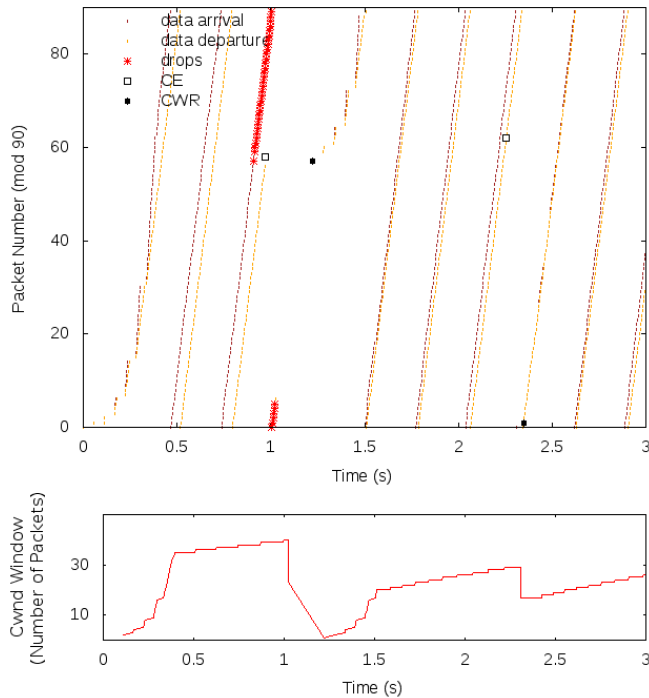 data arrival
data departure
drops
CE
CWR
Packet Number (mod 90)
80
60
40
20
0
0 0.5 1 1.5 2 2.5 3
Time (s)
Cwnd Window
(Number of Packets)
30
10
0 0.5 1 1.5 2 2.5 3
Time (s)